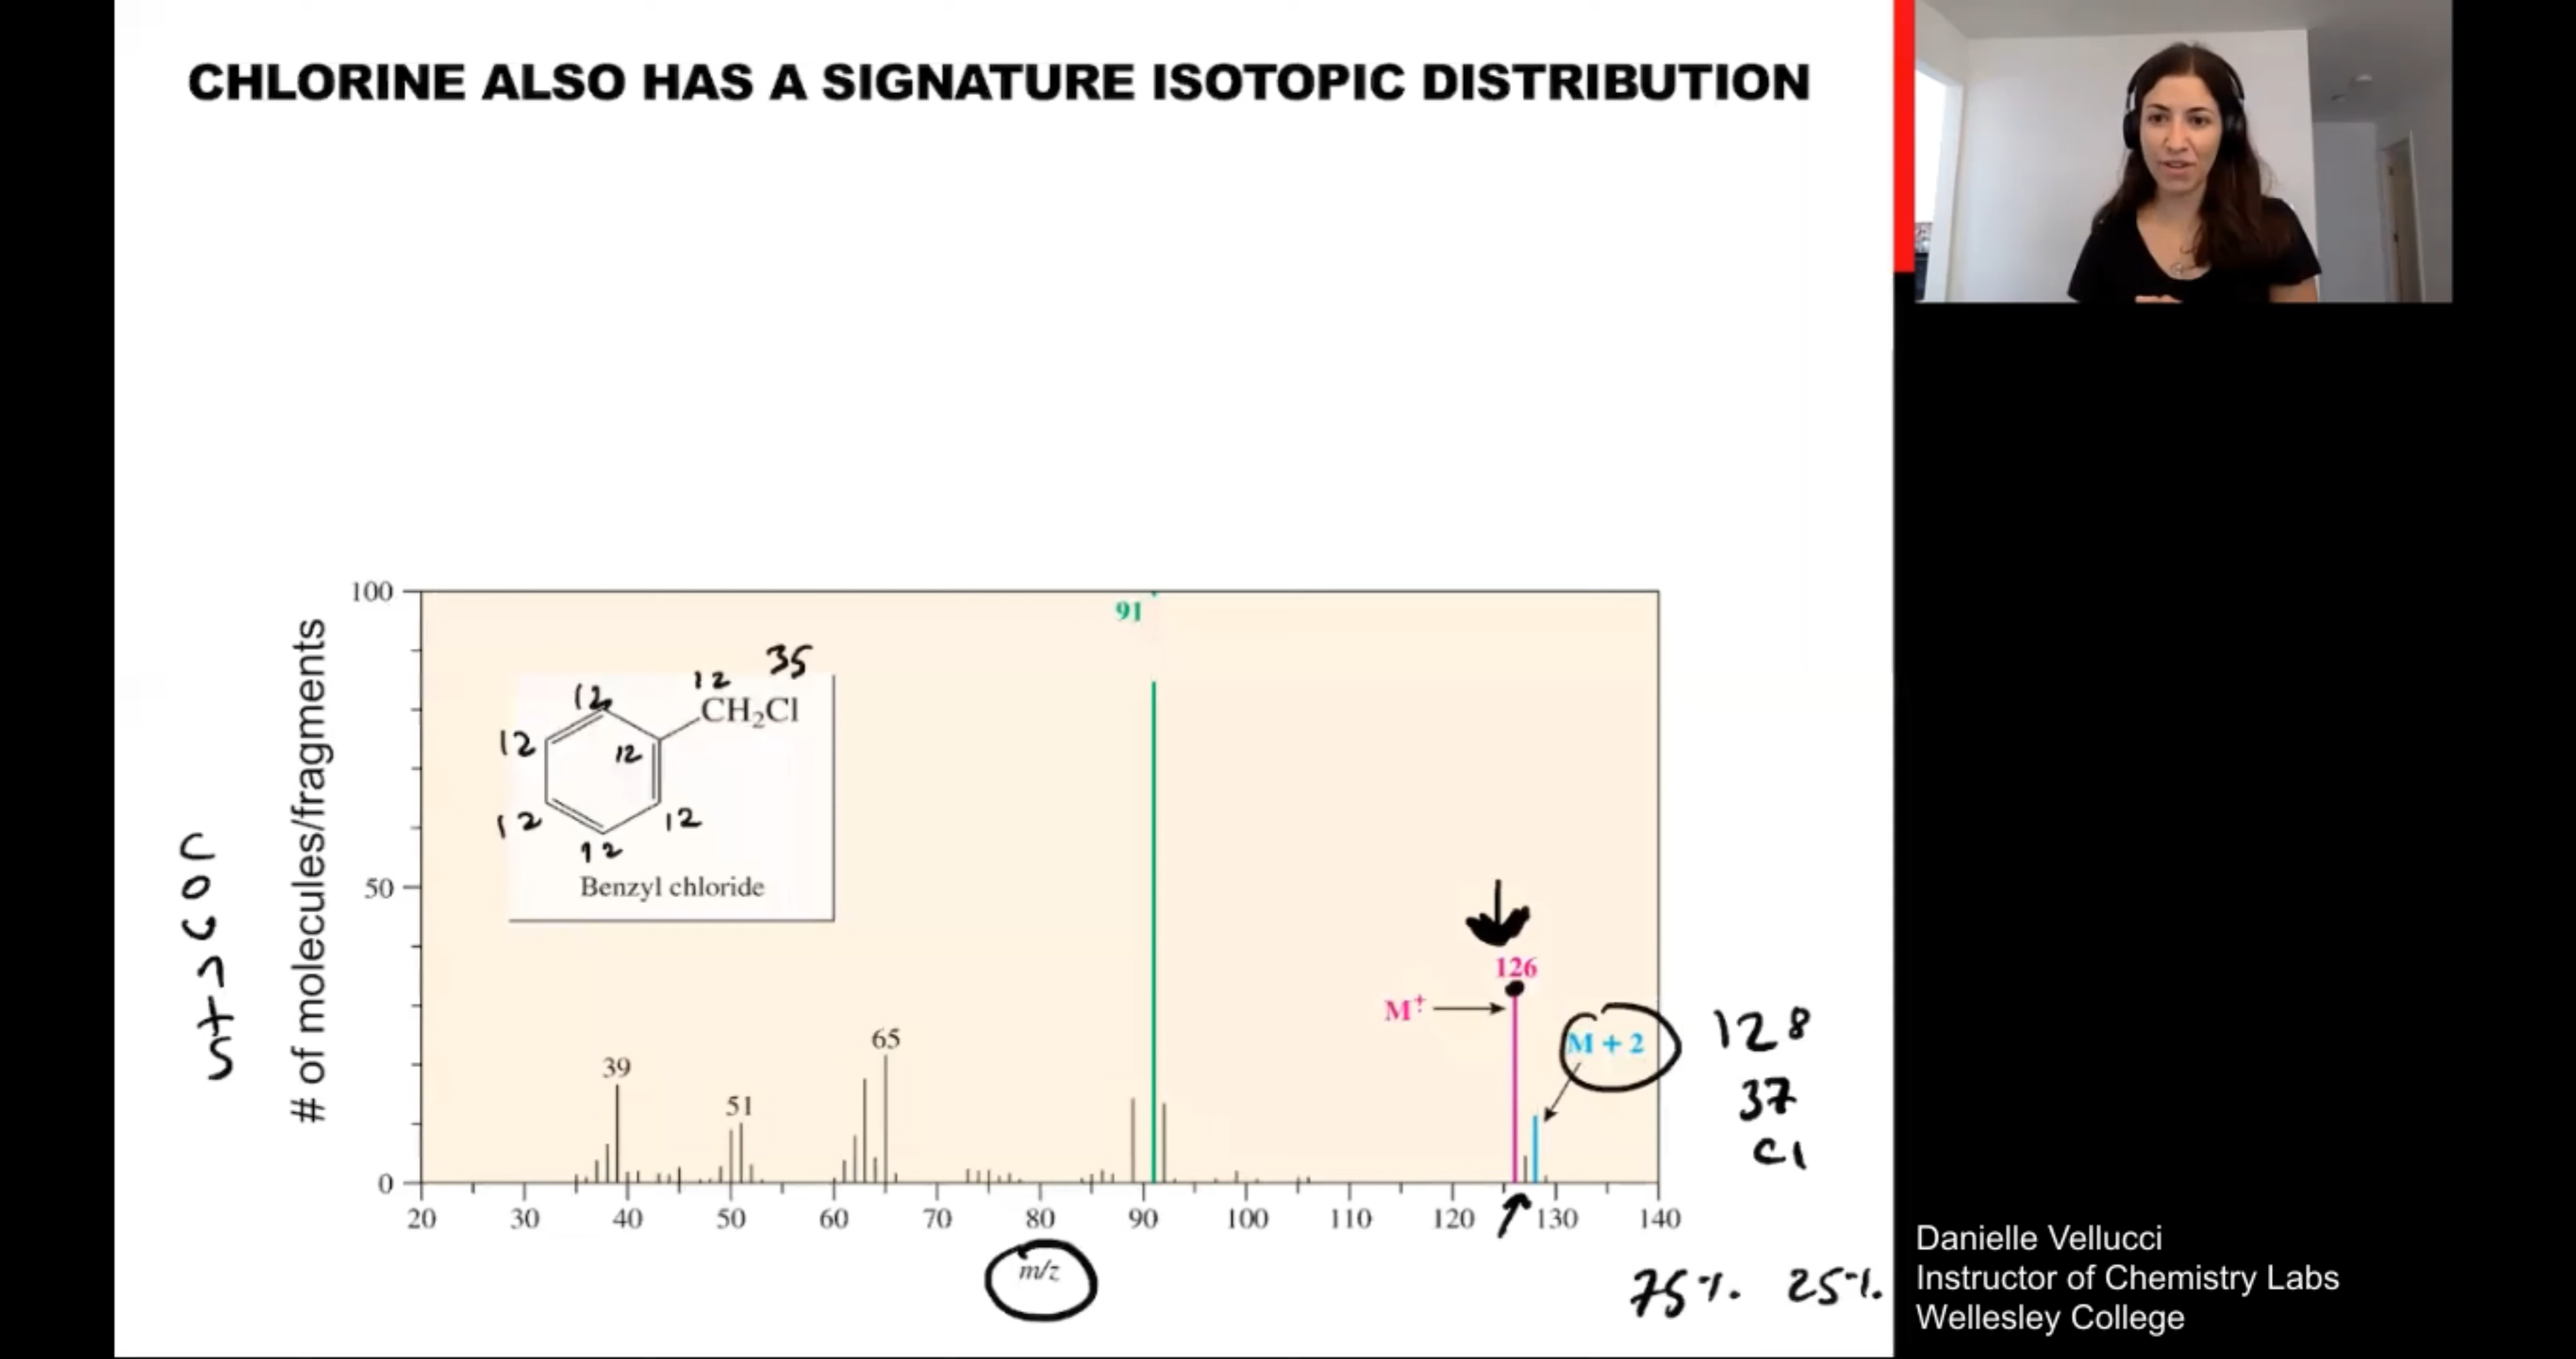 CHLORINE ALSO HAS A SIGNATURE ISOTOPIC DISTRIBUTION
100
91
35
12
12
CH₂Cl
12
12
12
12
12
Benzyl chloride
# of molecules/fragments
50
126
M⁺
M + 2
128
37
Cl
39
51
65
0
20 30 40 50 60 70 80 90 100 110 120 130 140
m/z
75% 25%
Danielle Vellucci
Instructor of Chemistry Labs
Wellesley College